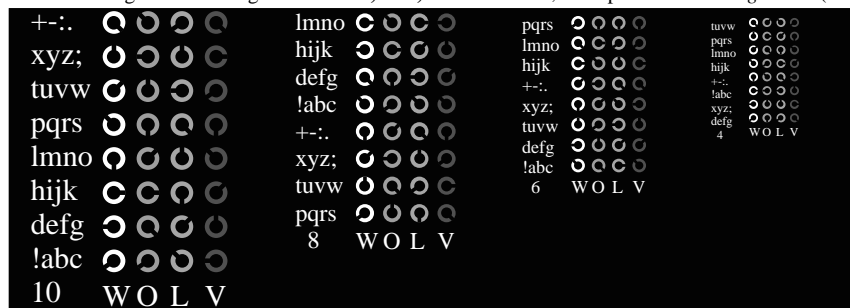 +-:.
xyz;
tuvw
pqrs
lmno
hijk
defg
!abc
10 W O L V
lmno
hijk
defg
!abc
+-:.
xyz;
tuvw
pqrs
8 W O L V
pqrs
lmno
hijk
+-:.
xyz;
tuvw
defg
!abc
6 W O L V
tuvw
pqrs
lmno
hijk
+-:.
!abc
xyz;
defg
4 W O L V